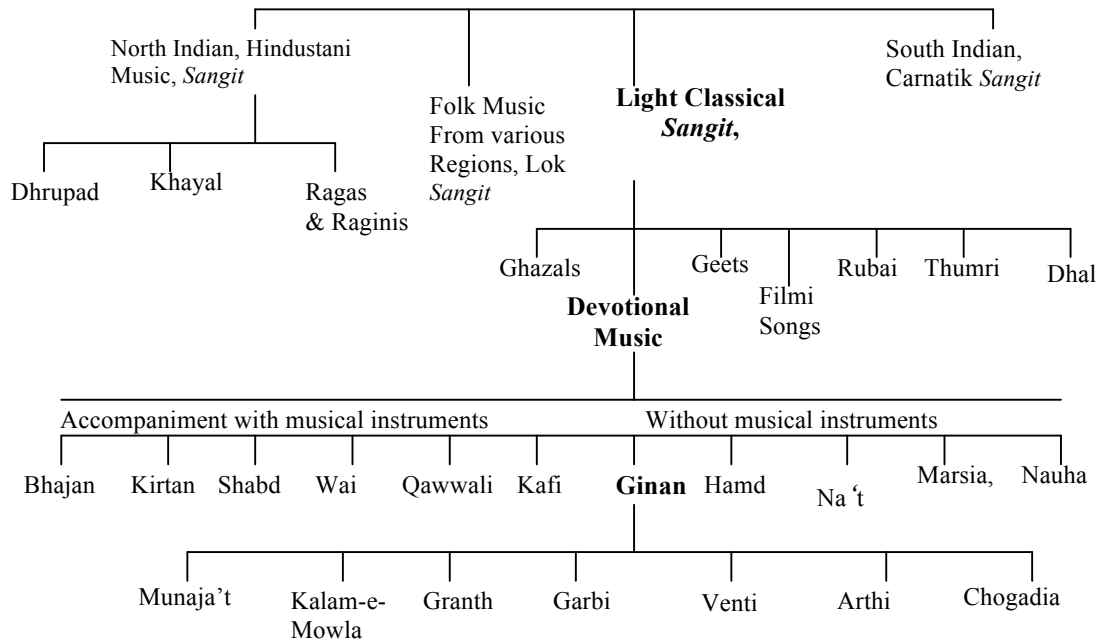 North Indian, Hindustani
Music, Sangit
Folk Music
From various
Regions, Lok
Sangit
Light Classical
Sangit,
South Indian,
Carnatik Sangit
Dhrupad
Khayal
Ragas
& Raginis
Ghazals
Geets
Filmi
Songs
Rubai
Thumri
Dhal
Devotional
Music
Accompaniment with musical instruments
Without musical instruments
Bhajan
Kirtan
Shabd
Wai
Qawwali
Kafi
Ginan
Hamd
Na ‘t
Marsia,
Nauha
Munaja’t
Kalam-e-
Mowla
Granth
Garbi
Venti
Arthi
Chogadia